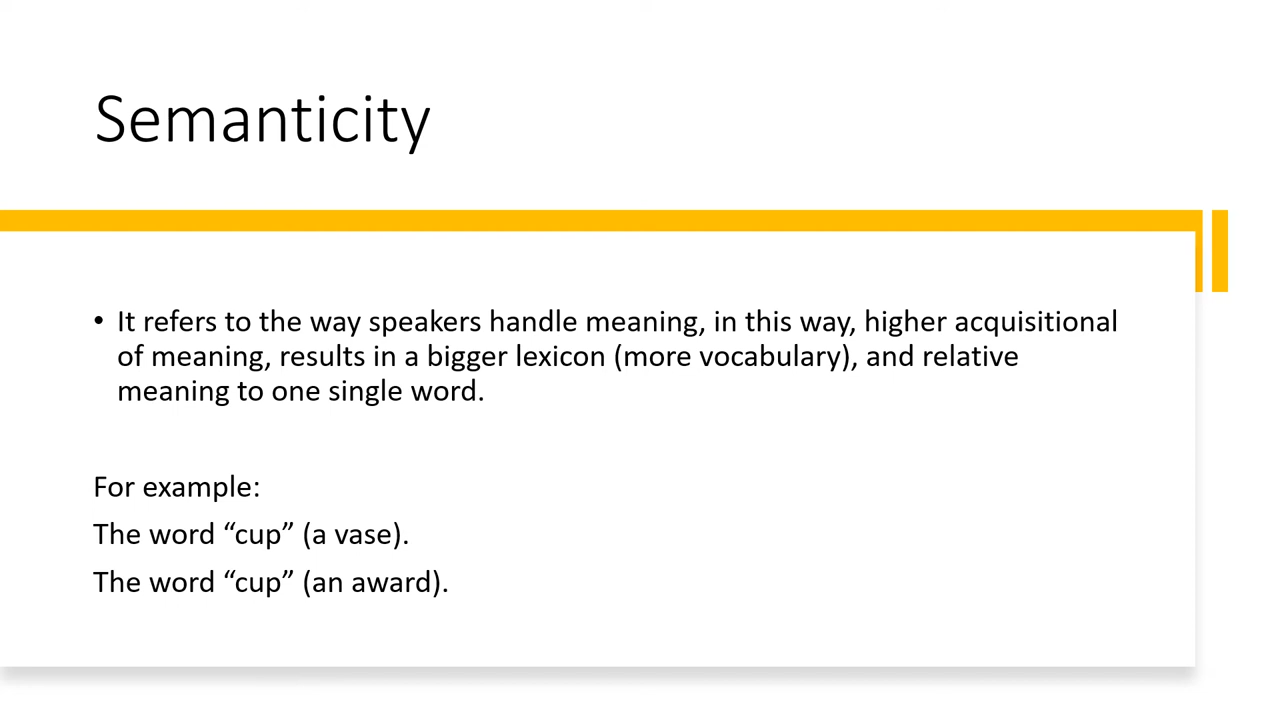 Semanticity
• It refers to the way speakers handle meaning, in this way, higher acquisitional
of meaning, results in a bigger lexicon (more vocabulary), and relative
meaning to one single word.
For example:
The word “cup” (a vase).
The word “cup” (an award).